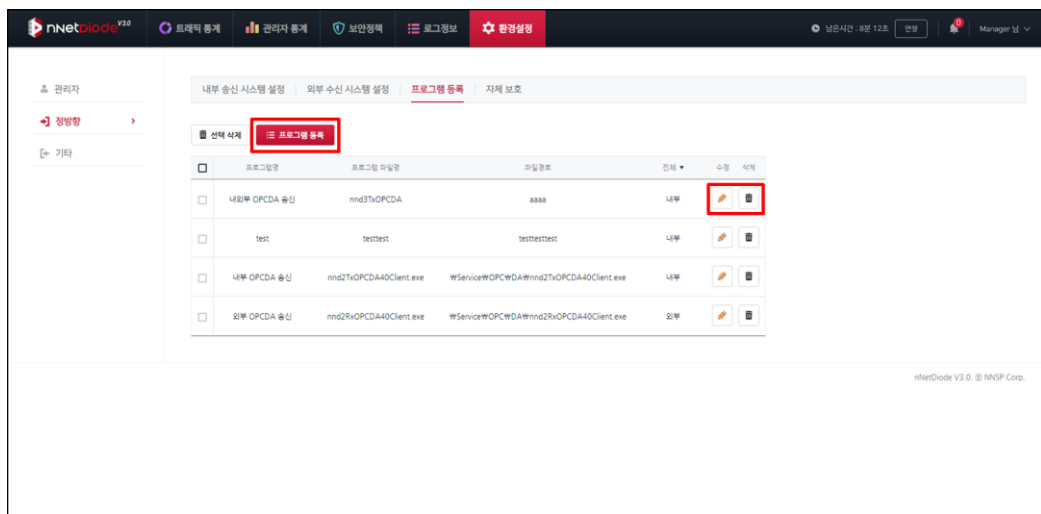 nNetDiode V3.0 트래픽 통계 관리자 통계 보안정책 로그정보 환경설정 남은시간 : 8분 12초 연장 0 Manager 님
관리자
정방향
기타
내부 송신 시스템 설정 외부 수신 시스템 설정 프로그램 등록 자체 보호
선택 삭제 프로그램 등록
프로그램명 프로그램 파일명 파일경로 전체 ▼ 수정 삭제
내외부 OPCDA 송신 nnd3TxOPCDA aaaa 내부
test testtest testtesttest 내부
내부 OPCDA 송신 nnd2TxOPCDA40Client.exe ₩Service₩OPC₩DA₩nnd2TxOPCDA40Client.exe 내부
외부 OPCDA 송신 nnd2RxOPCDA40Client.exe ₩Service₩OPC₩DA₩nnd2RxOPCDA40Client.exe 외부
nNetDiode V3.0. ⓒ NNSP Corp.